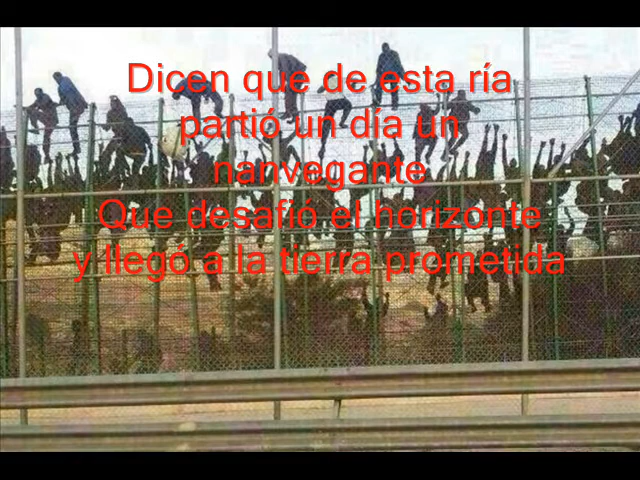 Dicen que de esta ría
partió un día un
nanvegante
Que desafió el horizonte
y llegó a la tierra prometida